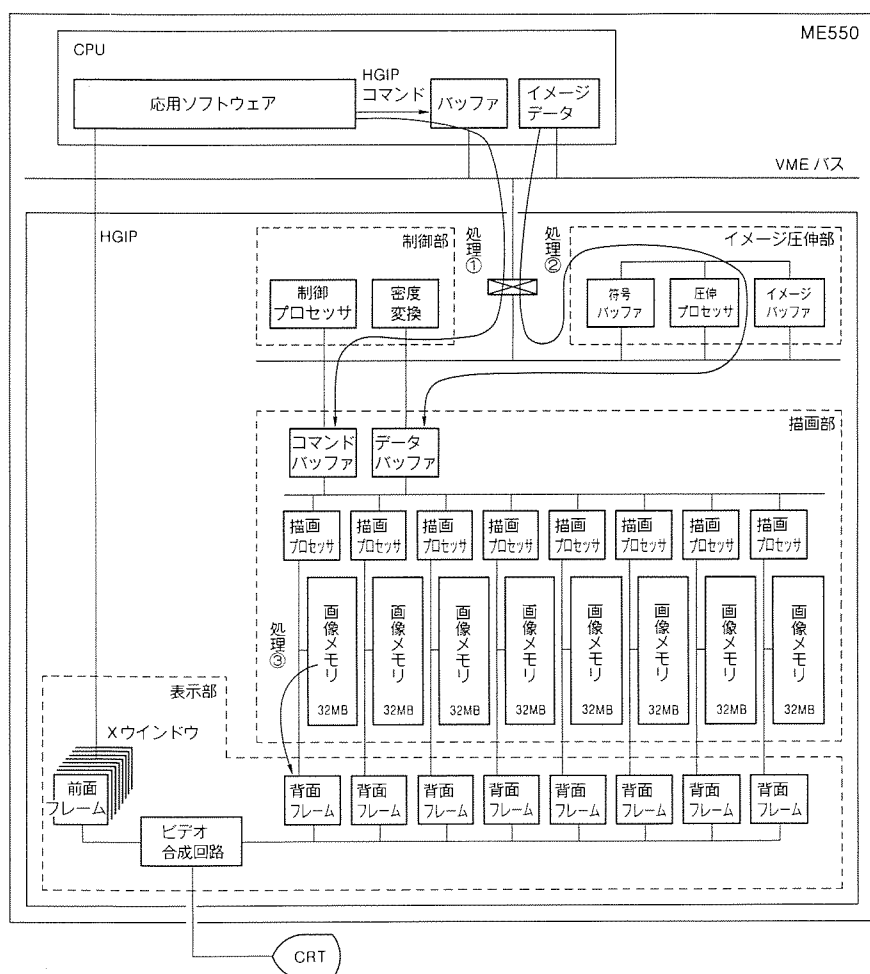 ME550
CPU
応用ソフトウェア
HGIP
コマンド
バッファ
イメージ
データ
VME バス
HGIP
制御部
処理①
処理②
イメージ圧伸部
制御
プロセッサ
密度
変換
符号
バッファ
圧伸
プロセッサ
イメージ
バッファ
描画部
コマンド
バッファ
データ
バッファ
描画
プロセッサ
描画
プロセッサ
描画
プロセッサ
描画
プロセッサ
描画
プロセッサ
描画
プロセッサ
描画
プロセッサ
描画
プロセッサ
処理③
画像メモリ
32MB
画像メモリ
32MB
画像メモリ
32MB
画像メモリ
32MB
画像メモリ
32MB
画像メモリ
32MB
画像メモリ
32MB
画像メモリ
32MB
表示部
Xウインドウ
前面
フレーム
背面
フレーム
背面
フレーム
背面
フレーム
背面
フレーム
背面
フレーム
背面
フレーム
背面
フレーム
背面
フレーム
ビデオ
合成回路
CRT